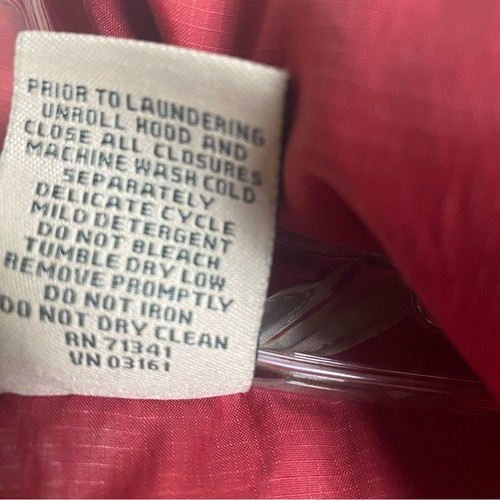 PRIOR TO LAUNDERING
UNROLL HOOD AND
CLOSE ALL CLOSURES
MACHINE WASH COLD
SEPARATELY
DELICATE CYCLE
MILD DETERGENT
DO NOT BLEACH
TUMBLE DRY LOW
REMOVE PROMPTLY
DO NOT IRON
DO NOT DRY CLEAN
RN 71341
VN 03161